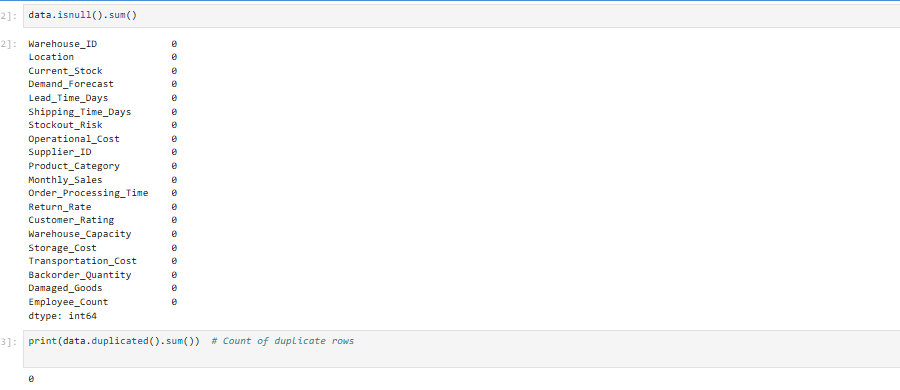 2]: data.isnull().sum()
2]: Warehouse_ID 0
Location 0
Current_Stock 0
Demand_Forecast 0
Lead_Time_Days 0
Shipping_Time_Days 0
Stockout_Risk 0
Operational_Cost 0
Supplier_ID 0
Product_Category 0
Monthly_Sales 0
Order_Processing_Time 0
Return_Rate 0
Customer_Rating 0
Warehouse_Capacity 0
Storage_Cost 0
Transportation_Cost 0
Backorder_Quantity 0
Damaged_Goods 0
Employee_Count 0
dtype: int64
3]: print(data.duplicated().sum()) # Count of duplicate rows
0